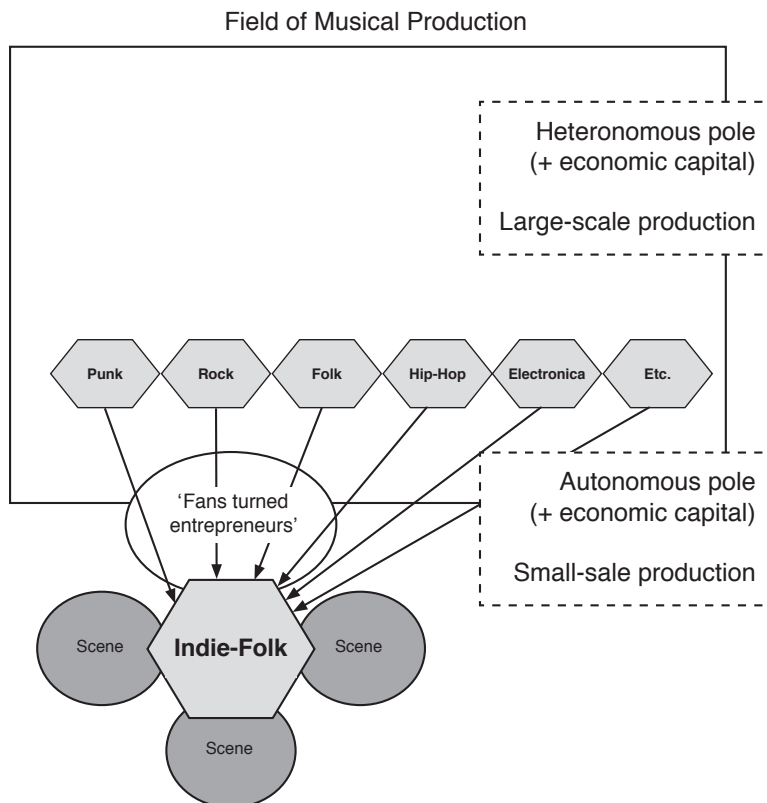 Field of Musical Production
Heteronomous pole
(+ economic capital)
Large-scale production
Punk
Rock
Folk
Hip-Hop
Electronica
Etc.
'Fans turned
entrepreneurs'
Autonomous pole
(+ economic capital)
Small-sale production
Scene
Indie-Folk
Scene
Scene